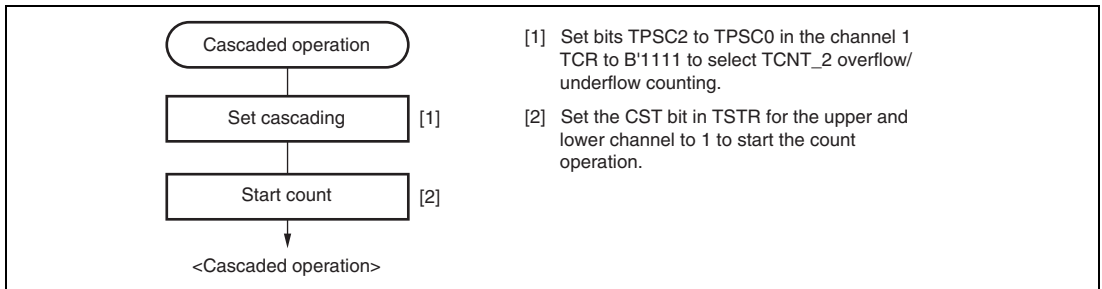 Cascaded operation
Set cascading
[1]
Start count
[2]
<Cascaded operation>
[1] Set bits TPSC2 to TPSC0 in the channel 1
TCR to B'1111 to select TCNT_2 overflow/
underflow counting.
[2] Set the CST bit in TSTR for the upper and
lower channel to 1 to start the count
operation.